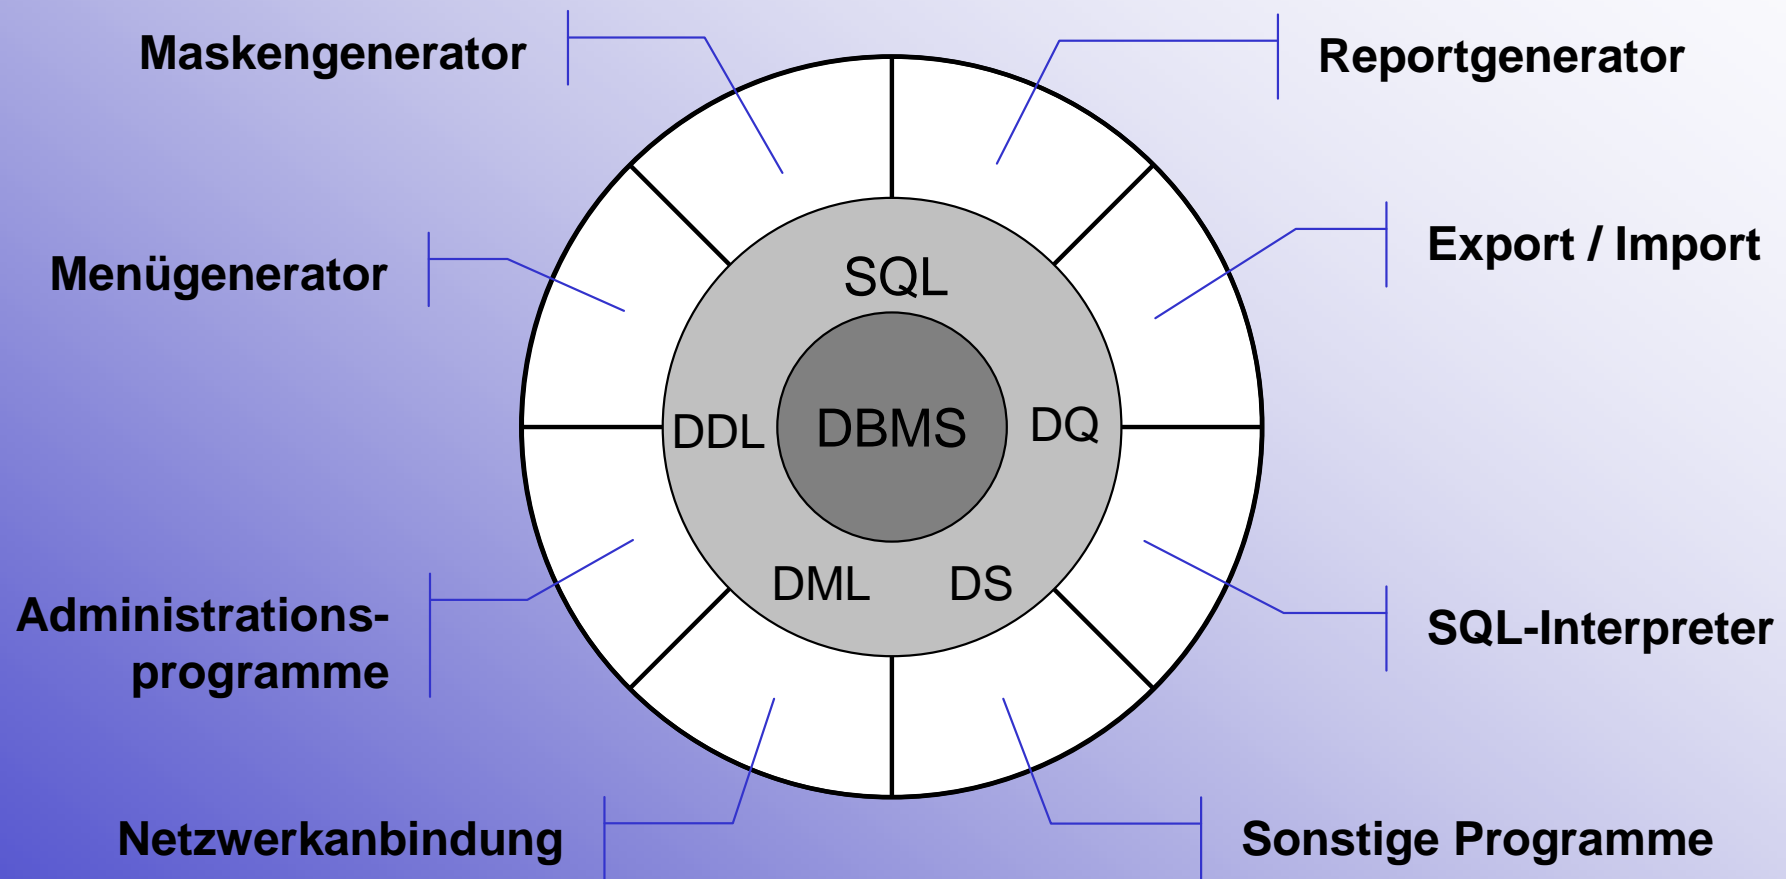 Maskengenerator
Reportgenerator
Menügenerator
Export / Import
SQL
DDL
DBMS
DQ
DML
DS
Administrations-
programme
SQL-Interpreter
Netzwerkanbindung
Sonstige Programme